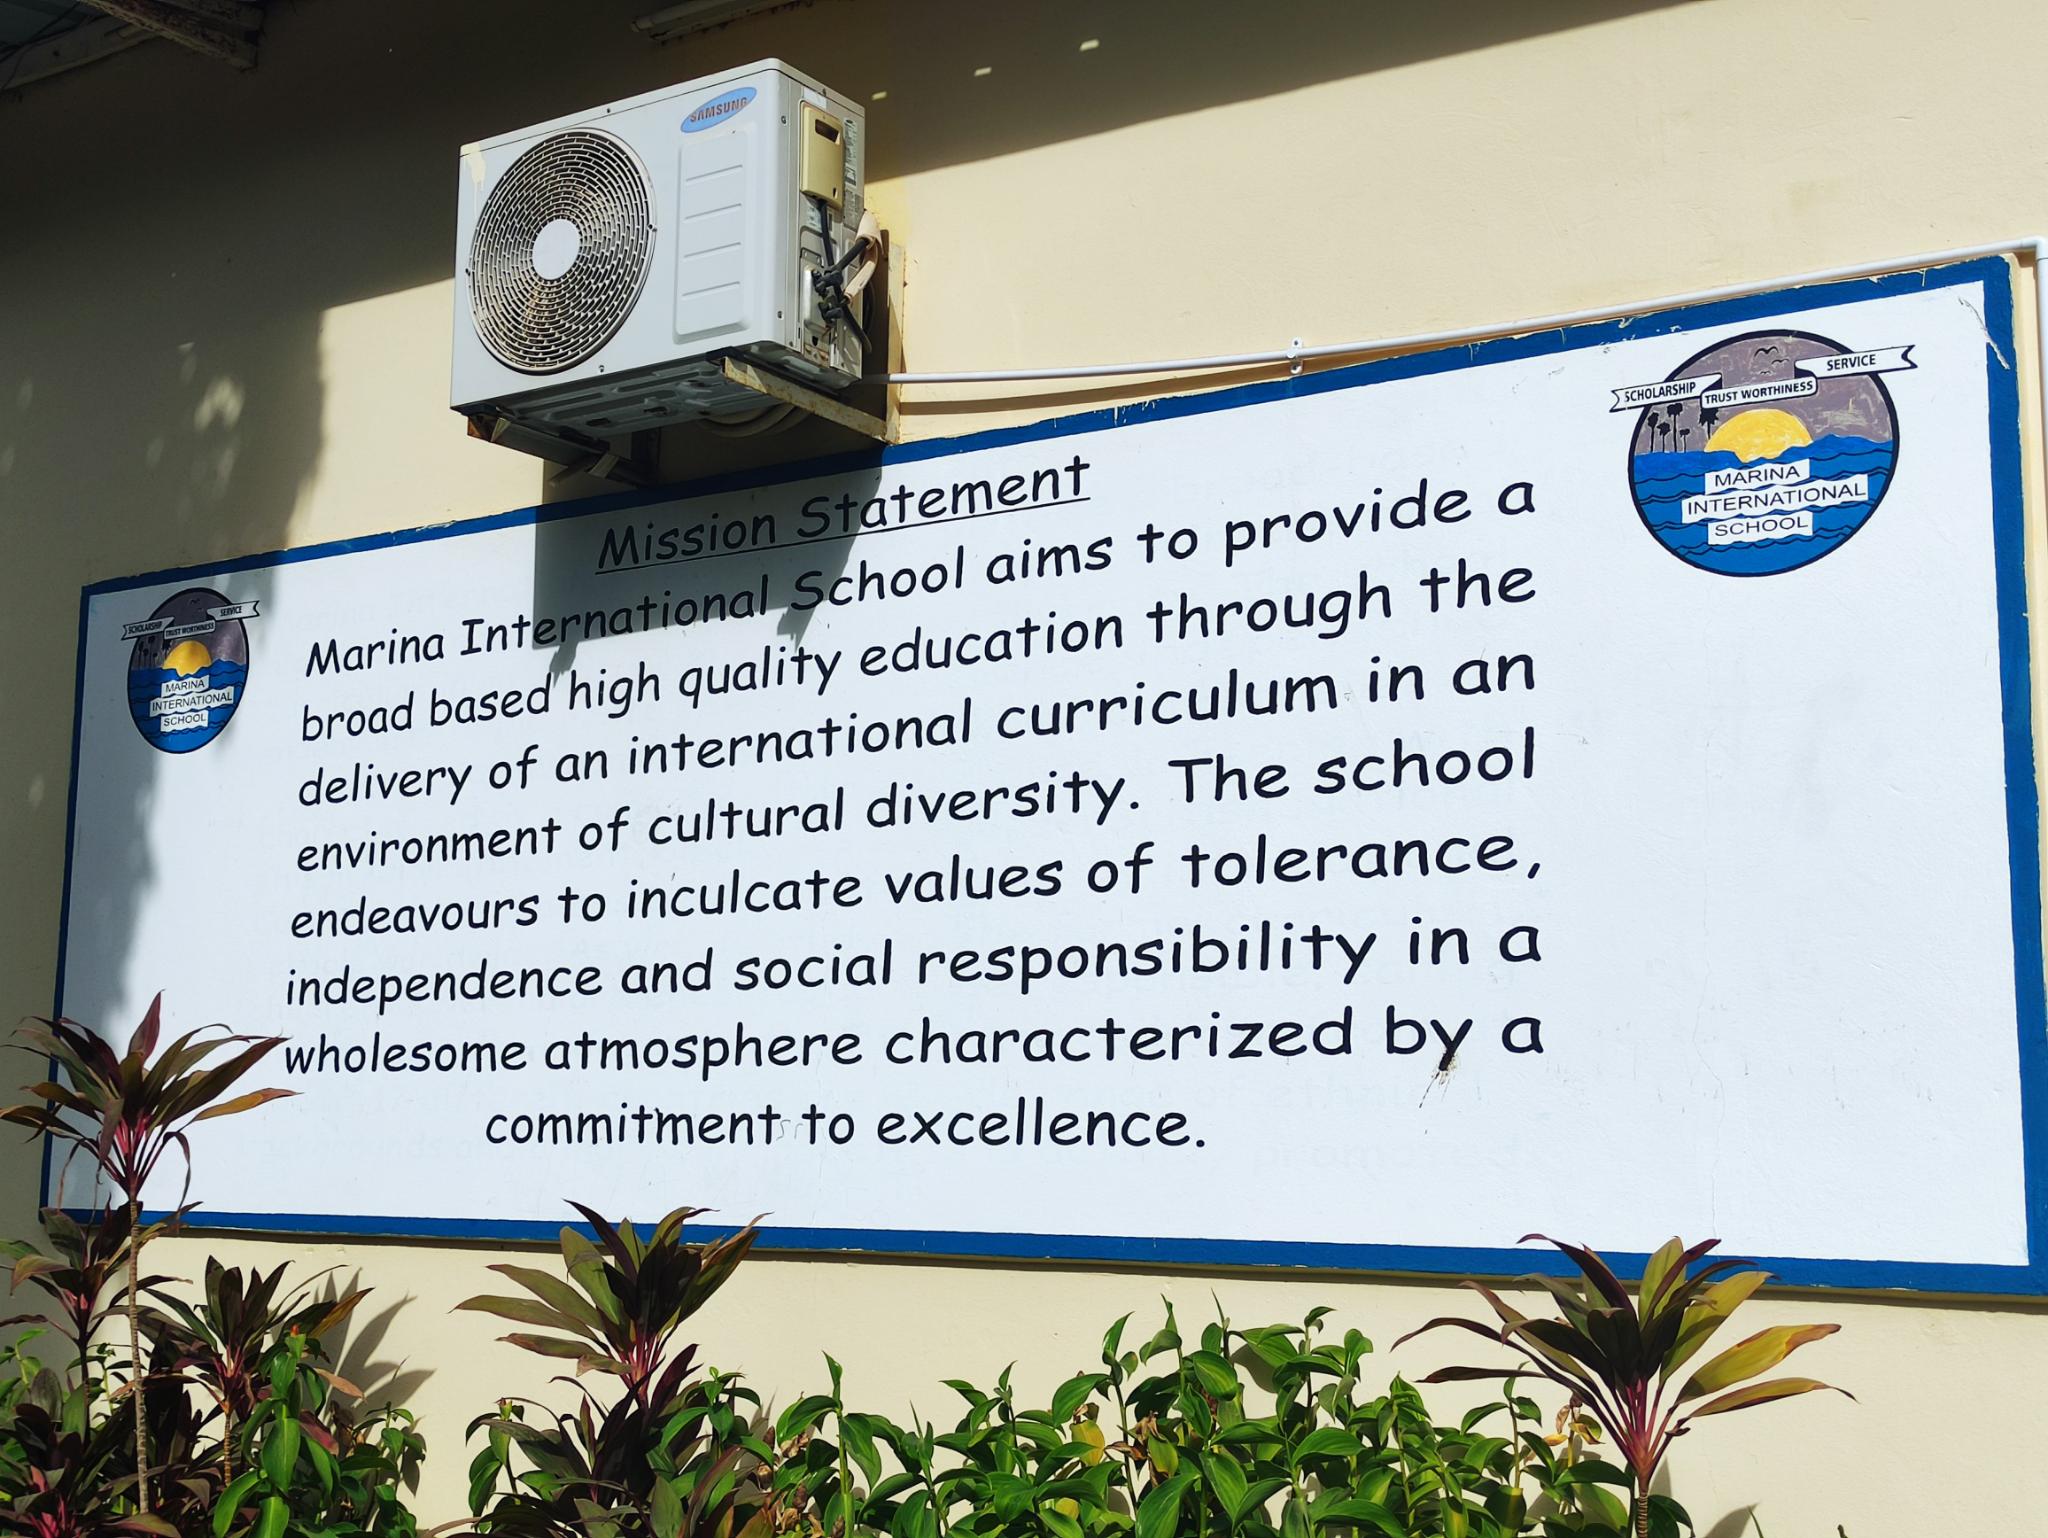 SAMSUNG
SCHOLARSHIP
TRUST WORTHINESS
SERVICE
MARINA
INTERNATIONAL
SCHOOL
Mission Statement
Marina International School aims to provide a
broad based high quality education through the
delivery of an international curriculum in an
environment of cultural diversity. The school
endeavours to inculcate values of tolerance,
independence and social responsibility in a
wholesome atmosphere characterized by a
commitment to excellence.
SCHOLARSHIP
TRUST WORTHINESS
SERVICE
MARINA
INTERNATIONAL
SCHOOL